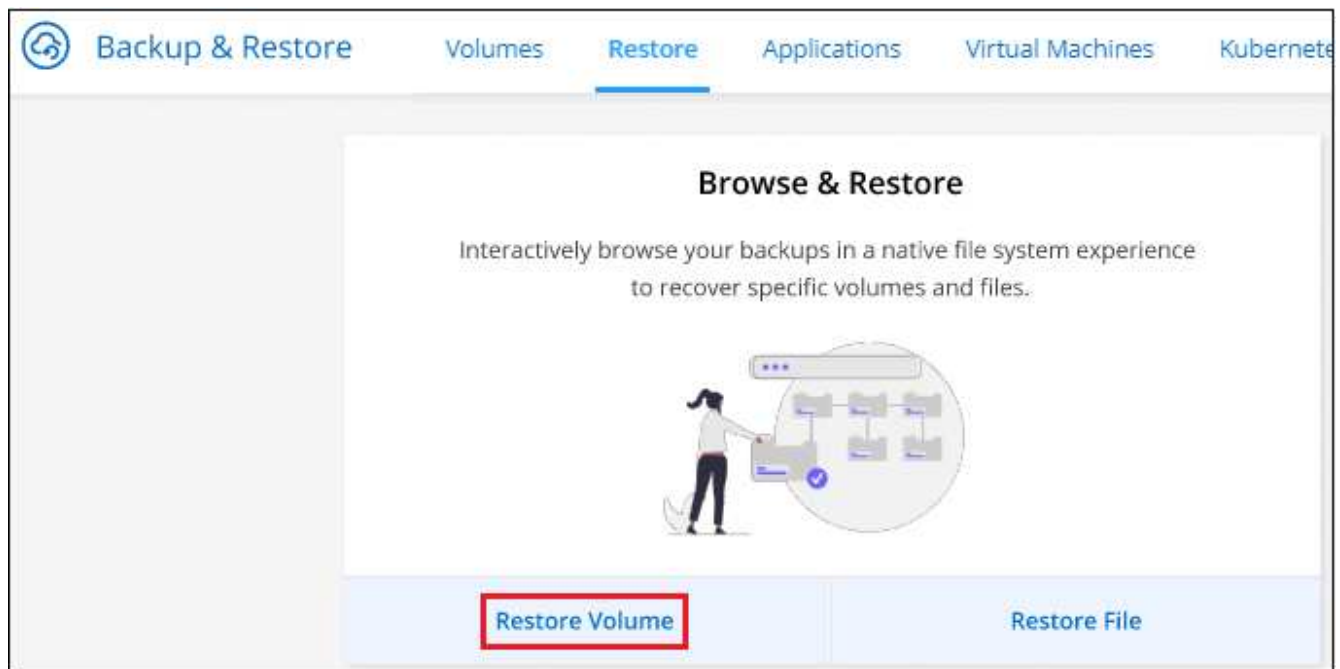 Backup & Restore Volumes Restore Applications Virtual Machines Kubernete
Browse & Restore
Interactively browse your backups in a native file system experience
to recover specific volumes and files.
Restore Volume Restore File